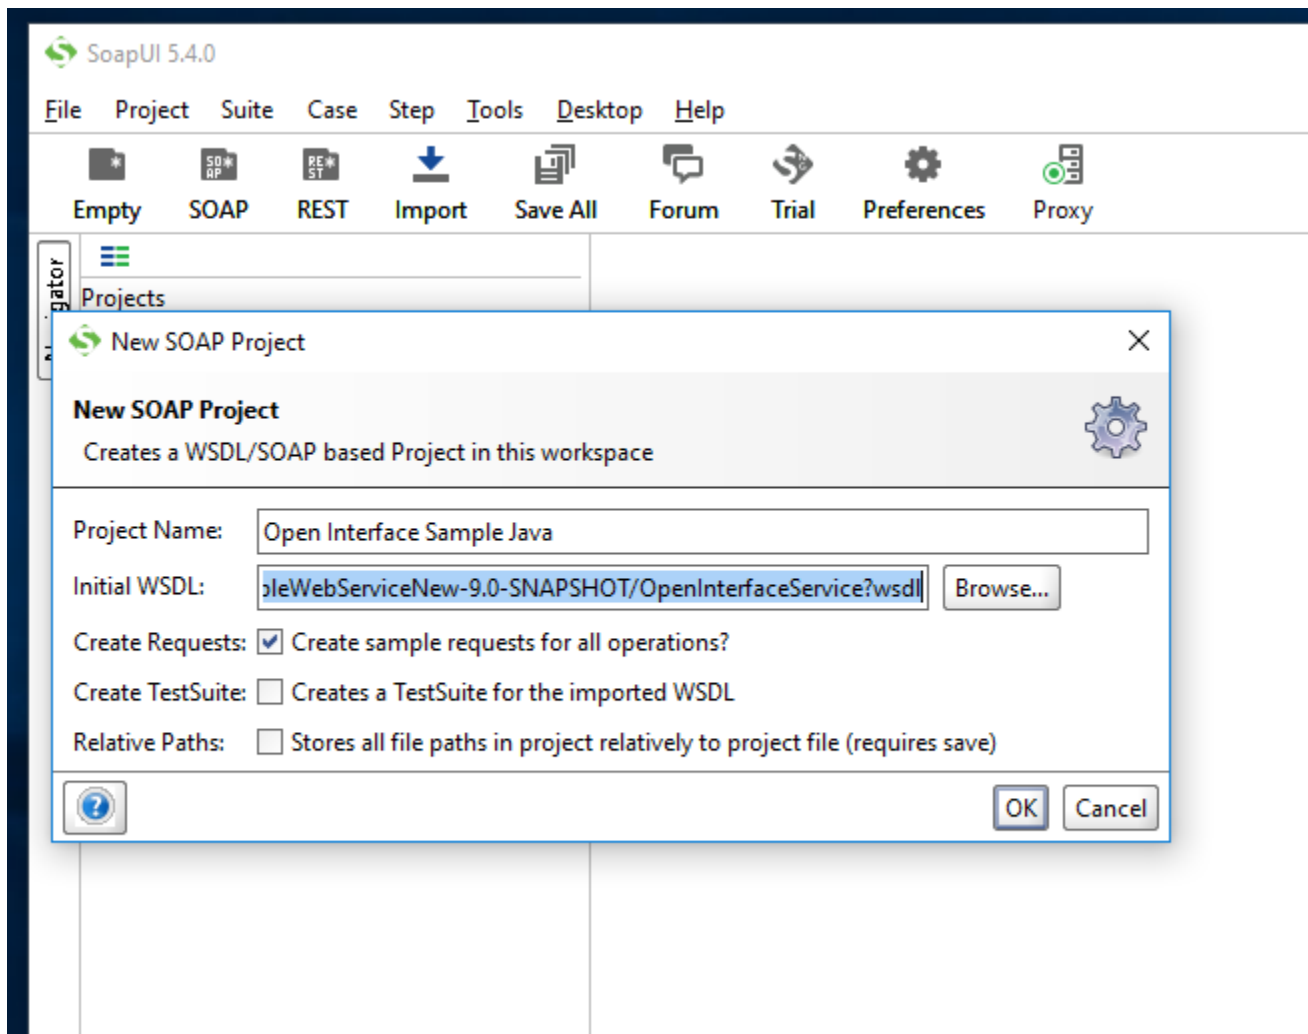 SoapUI 5.4.0
File Project Suite Case Step Tools Desktop Help
Empty SOAP REST Import Save All Forum Trial Preferences Proxy
Projects
New SOAP Project
New SOAP Project
Creates a WSDL/SOAP based Project in this workspace
Project Name: Open Interface Sample Java
Initial WSDL: leWebServiceNew-9.0-SNAPSHOT/OpenInterfaceService?wsdl Browse...
Create Requests: Create sample requests for all operations?
Create TestSuite: Creates a TestSuite for the imported WSDL
Relative Paths: Stores all file paths in project relatively to project file (requires save)
OK Cancel